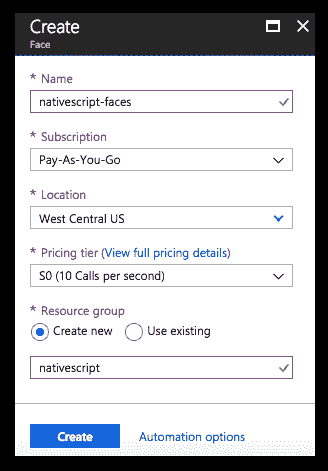 Create
Face
* Name
nativescript-faces
* Subscription
Pay-As-You-Go
* Location
West Central US
* Pricing tier (View full pricing details)
S0 (10 Calls per second)
* Resource group
Create new Use existing
nativescript
Create Automation options